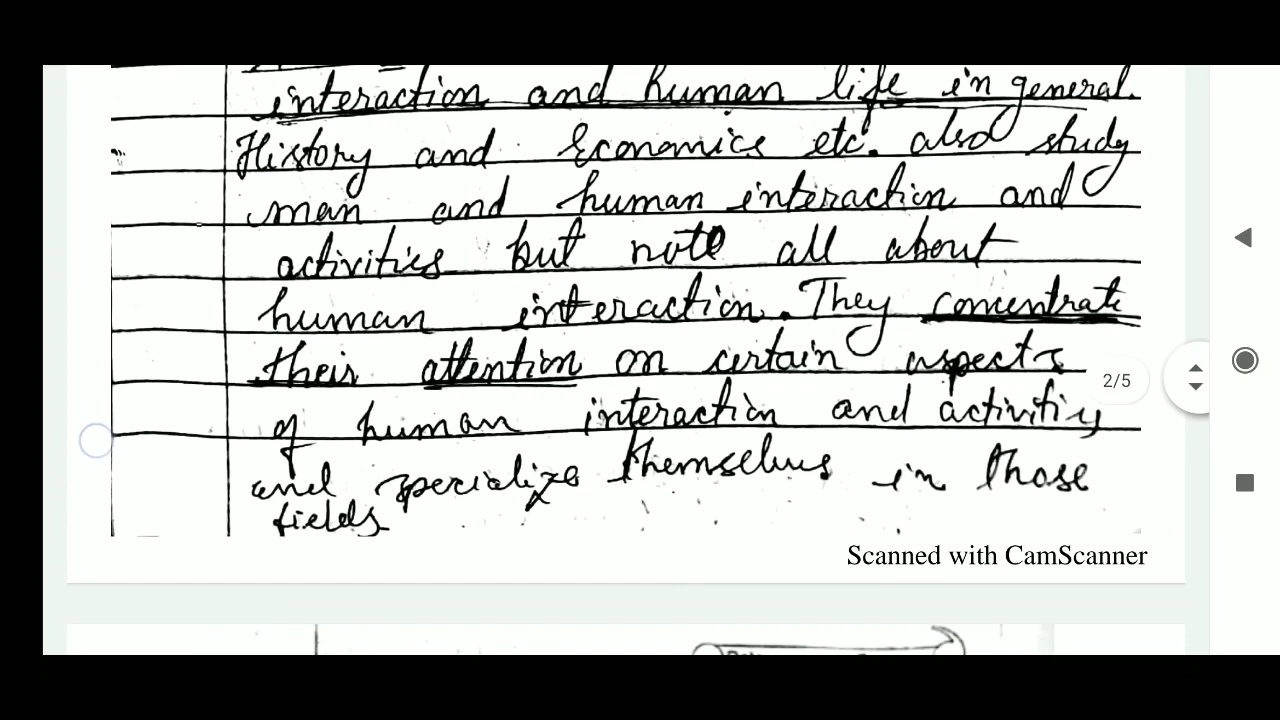 interaction and human life in general.
History and Economics etc. also study
man and human interaction and
activities but note all about
human interaction. They concentrate
their attention on certain aspects
of human interaction and activities
and specialize themselves in those
fields
2/5
Scanned with CamScanner